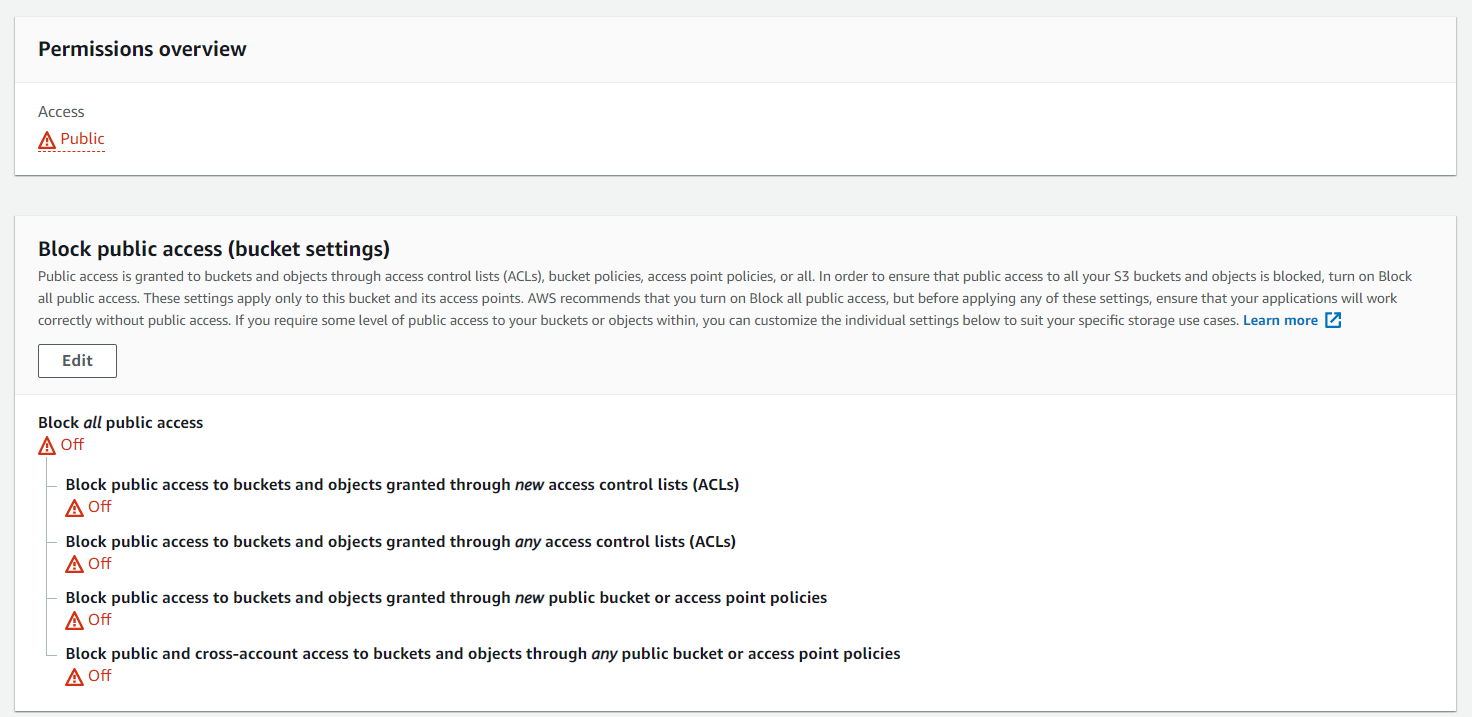 Permissions overview
Access
Public
Block public access (bucket settings)
Public access is granted to buckets and objects through access control lists (ACLs), bucket policies, access point policies, or all. In order to ensure that public access to all your S3 buckets and objects is blocked, turn on Block
all public access. These settings apply only to this bucket and its access points. AWS recommends that you turn on Block all public access, but before applying any of these settings, ensure that your applications will work
correctly without public access. If you require some level of public access to your buckets or objects within, you can customize the individual settings below to suit your specific storage use cases. Learn more
Edit
Block all public access
Off
Block public access to buckets and objects granted through new access control lists (ACLs)
Off
Block public access to buckets and objects granted through any access control lists (ACLs)
Off
Block public access to buckets and objects granted through new public bucket or access point policies
Off
Block public and cross-account access to buckets and objects through any public bucket or access point policies
Off